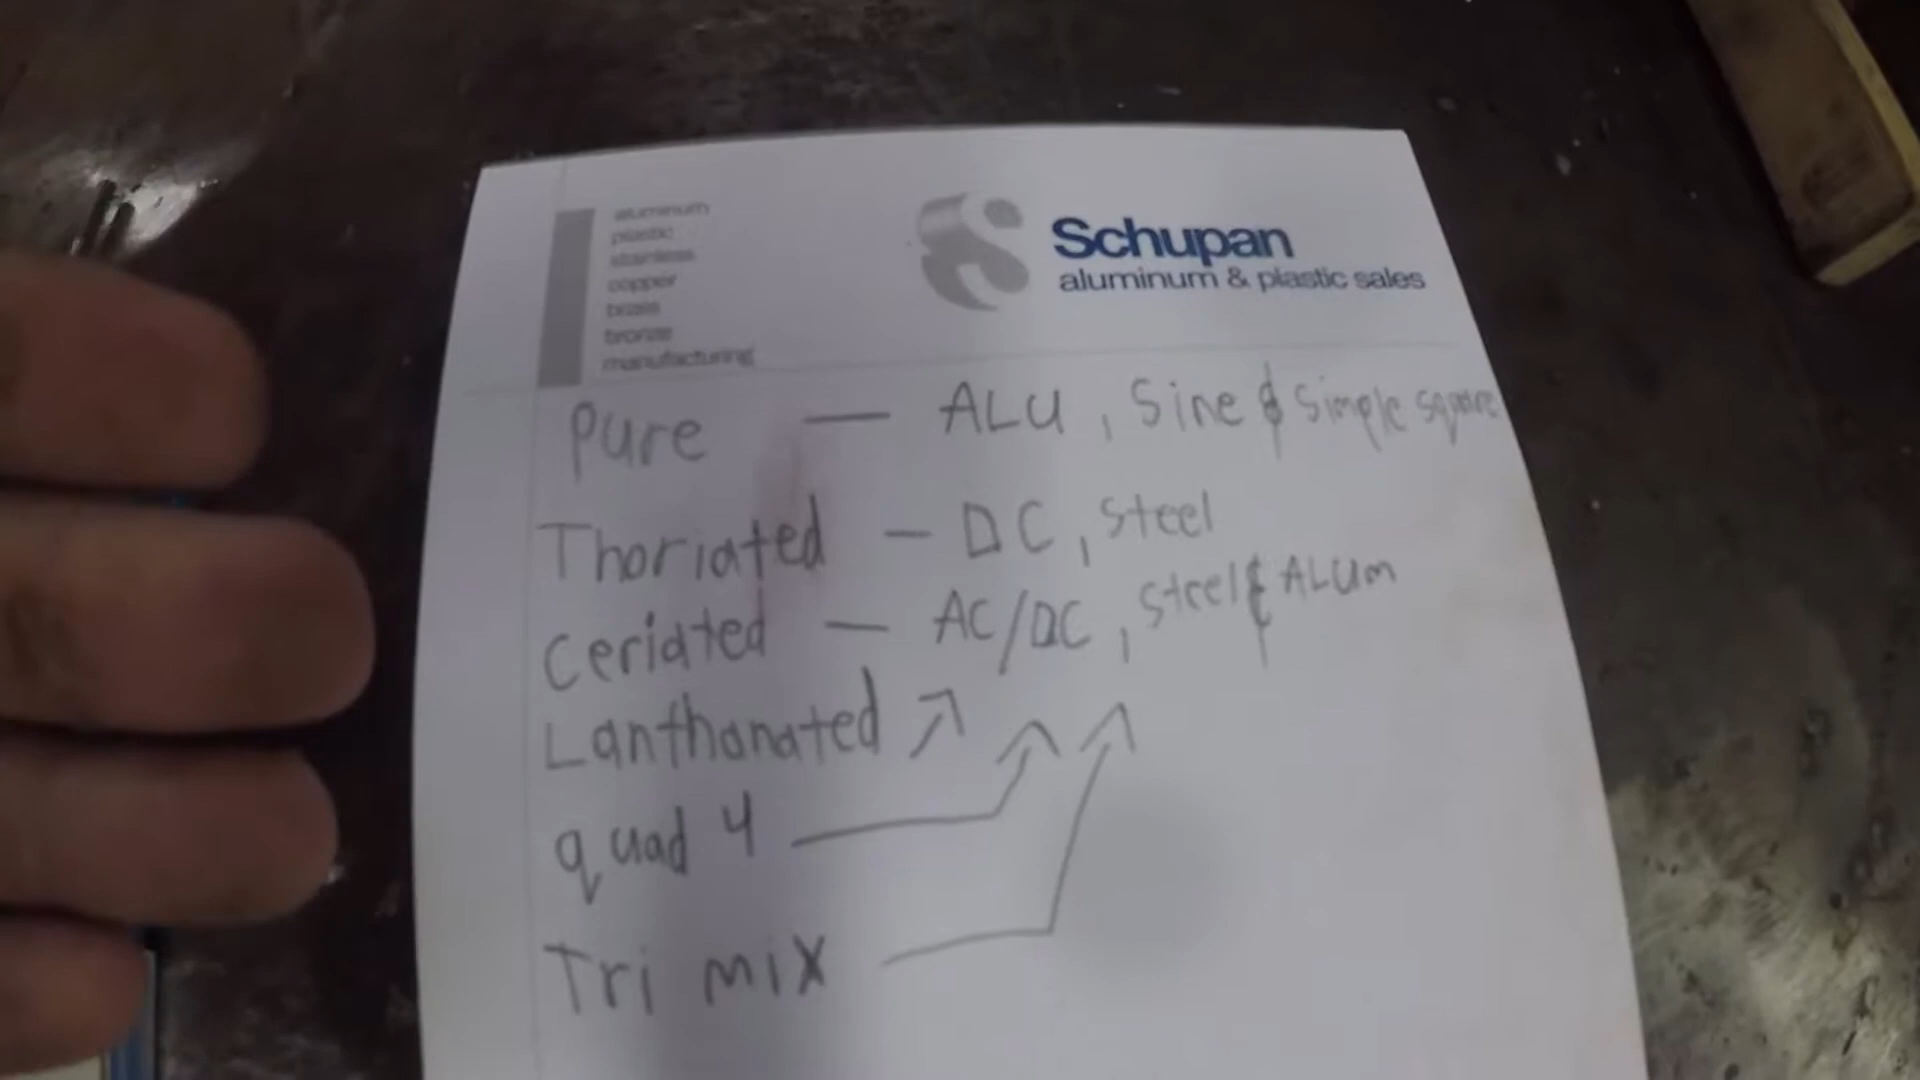 aluminum
plastic
stainless
copper
brass
bronze
manufacturing
Schupan
aluminum & plastic sales
Pure — ALU, Sine & Simple square
Thoriated — DC, Steel
Ceriated — AC/DC, Steel & ALUM
Lanthanated ↗
quad 4
Tri mix